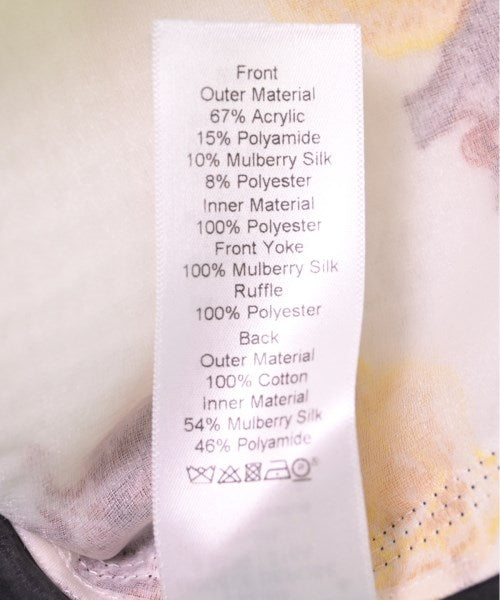 Front
Outer Material
67% Acrylic
15% Polyamide
10% Mulberry Silk
8% Polyester
Inner Material
100% Polyester
Front Yoke
100% Mulberry Silk
Ruffle
100% Polyester
Back
Outer Material
100% Cotton
Inner Material
54% Mulberry Silk
46% Polyamide